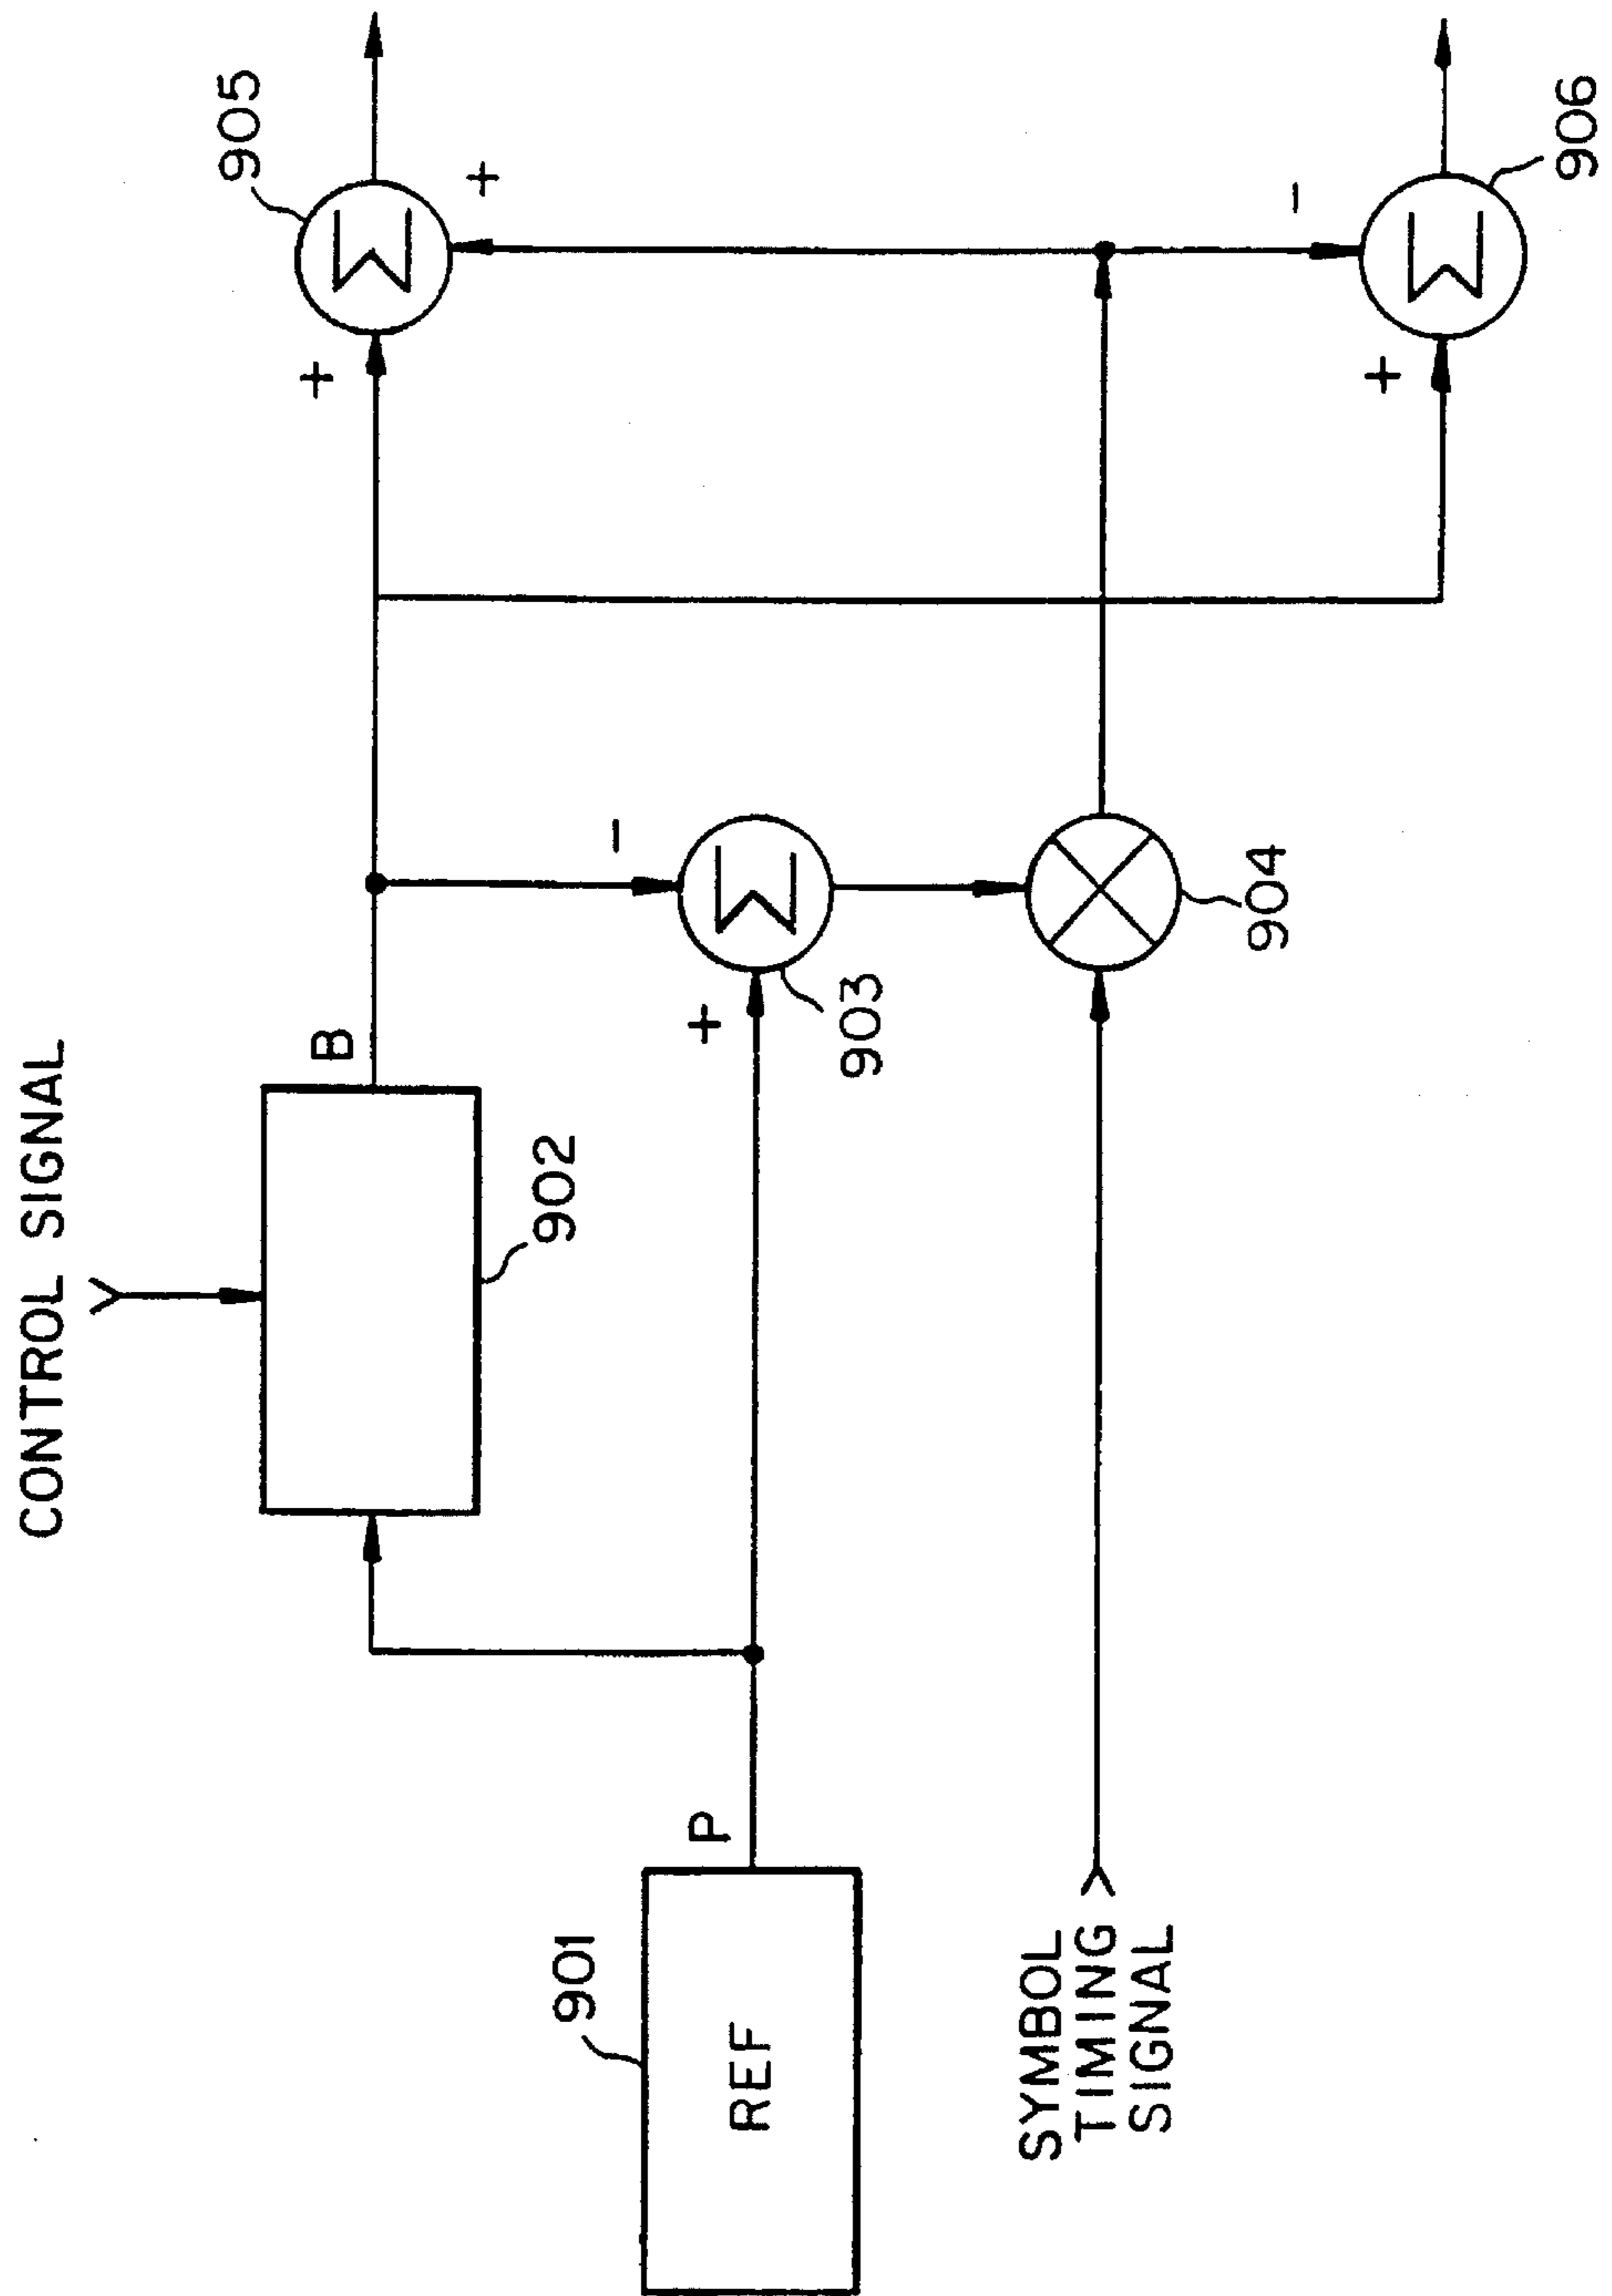 CONTROL SIGNAL
905
B
+
+
902
-
901
P
+
Σ
Σ
REF
903
SYMBOL
TIMING
SIGNAL
904
-
+
Σ
906